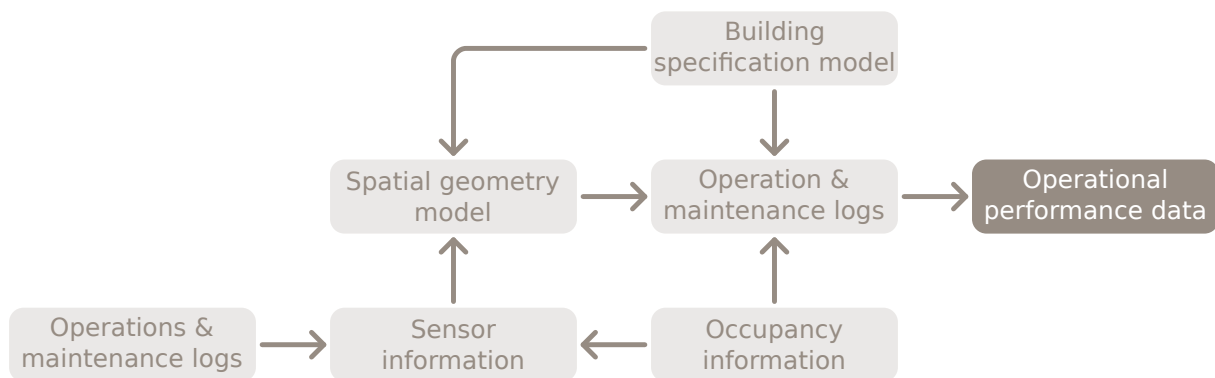 Building
specification model
Spatial geometry
model
Operation &
maintenance logs
Operational
performance data
Operations &
maintenance logs
Sensor
information
Occupancy
information